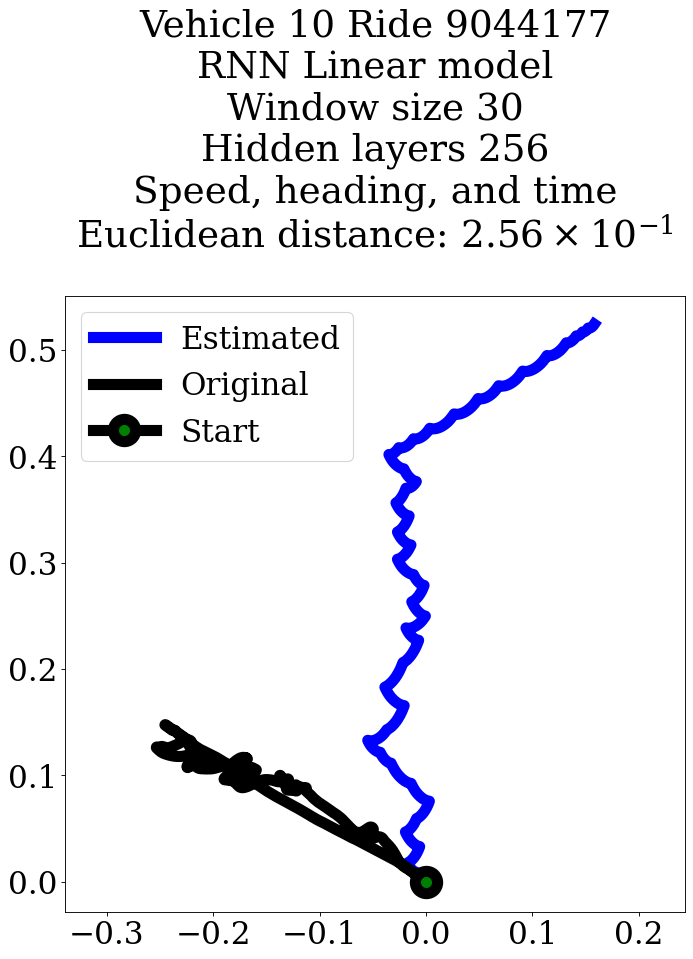 Vehicle 10 Ride 9044177
RNN Linear model
Window size 30
Hidden layers 256
Speed, heading, and time
Euclidean distance: 2.56 × 10⁻¹
Estimated
Original
Start
0.5
0.4
0.3
0.2
0.1
0.0
−0.3 −0.2 −0.1 0.0 0.1 0.2